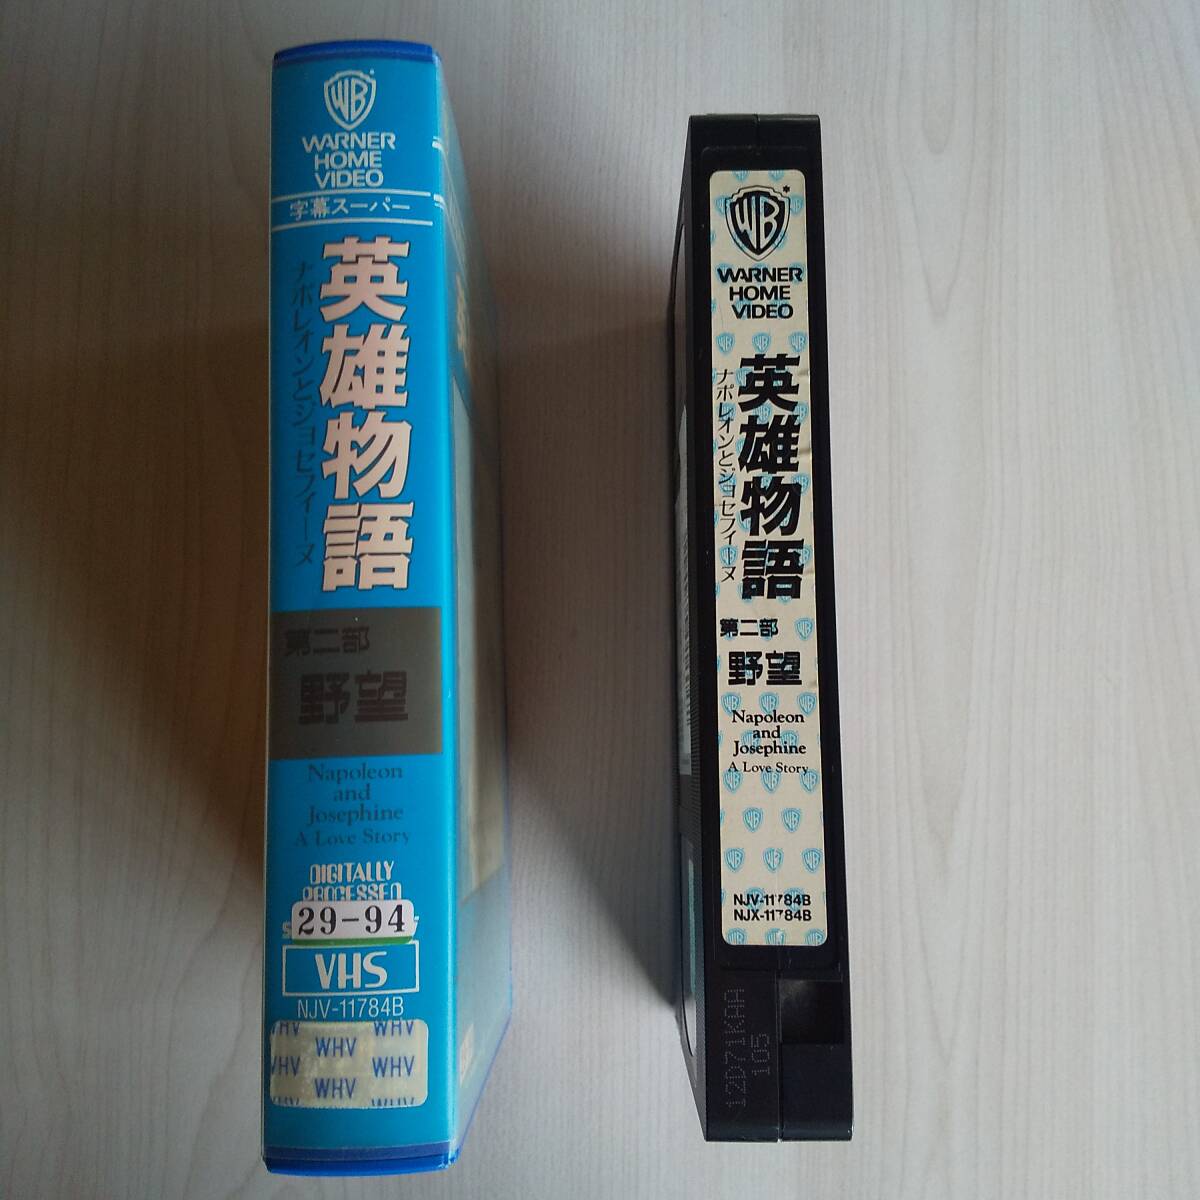 WB
WARNER
HOME
VIDEO
字幕スーパー
英雄物語
ナポレオンとジョセフィーヌ
第二部
野望
Napoleon
and
Josephine
A Love Story
DIGITALLY
PROCESSED
29-94
VHS
NJV-11784B
WHV WHV
WHV
WHV WHV
WHV
WB
WARNER
HOME
VIDEO
英雄物語
ナポレオンとジョセフィーヌ
第二部
野望
Napoleon
and
Josephine
A Love Story
NJV-11784B
NJX-11784B
12D71KAA
105